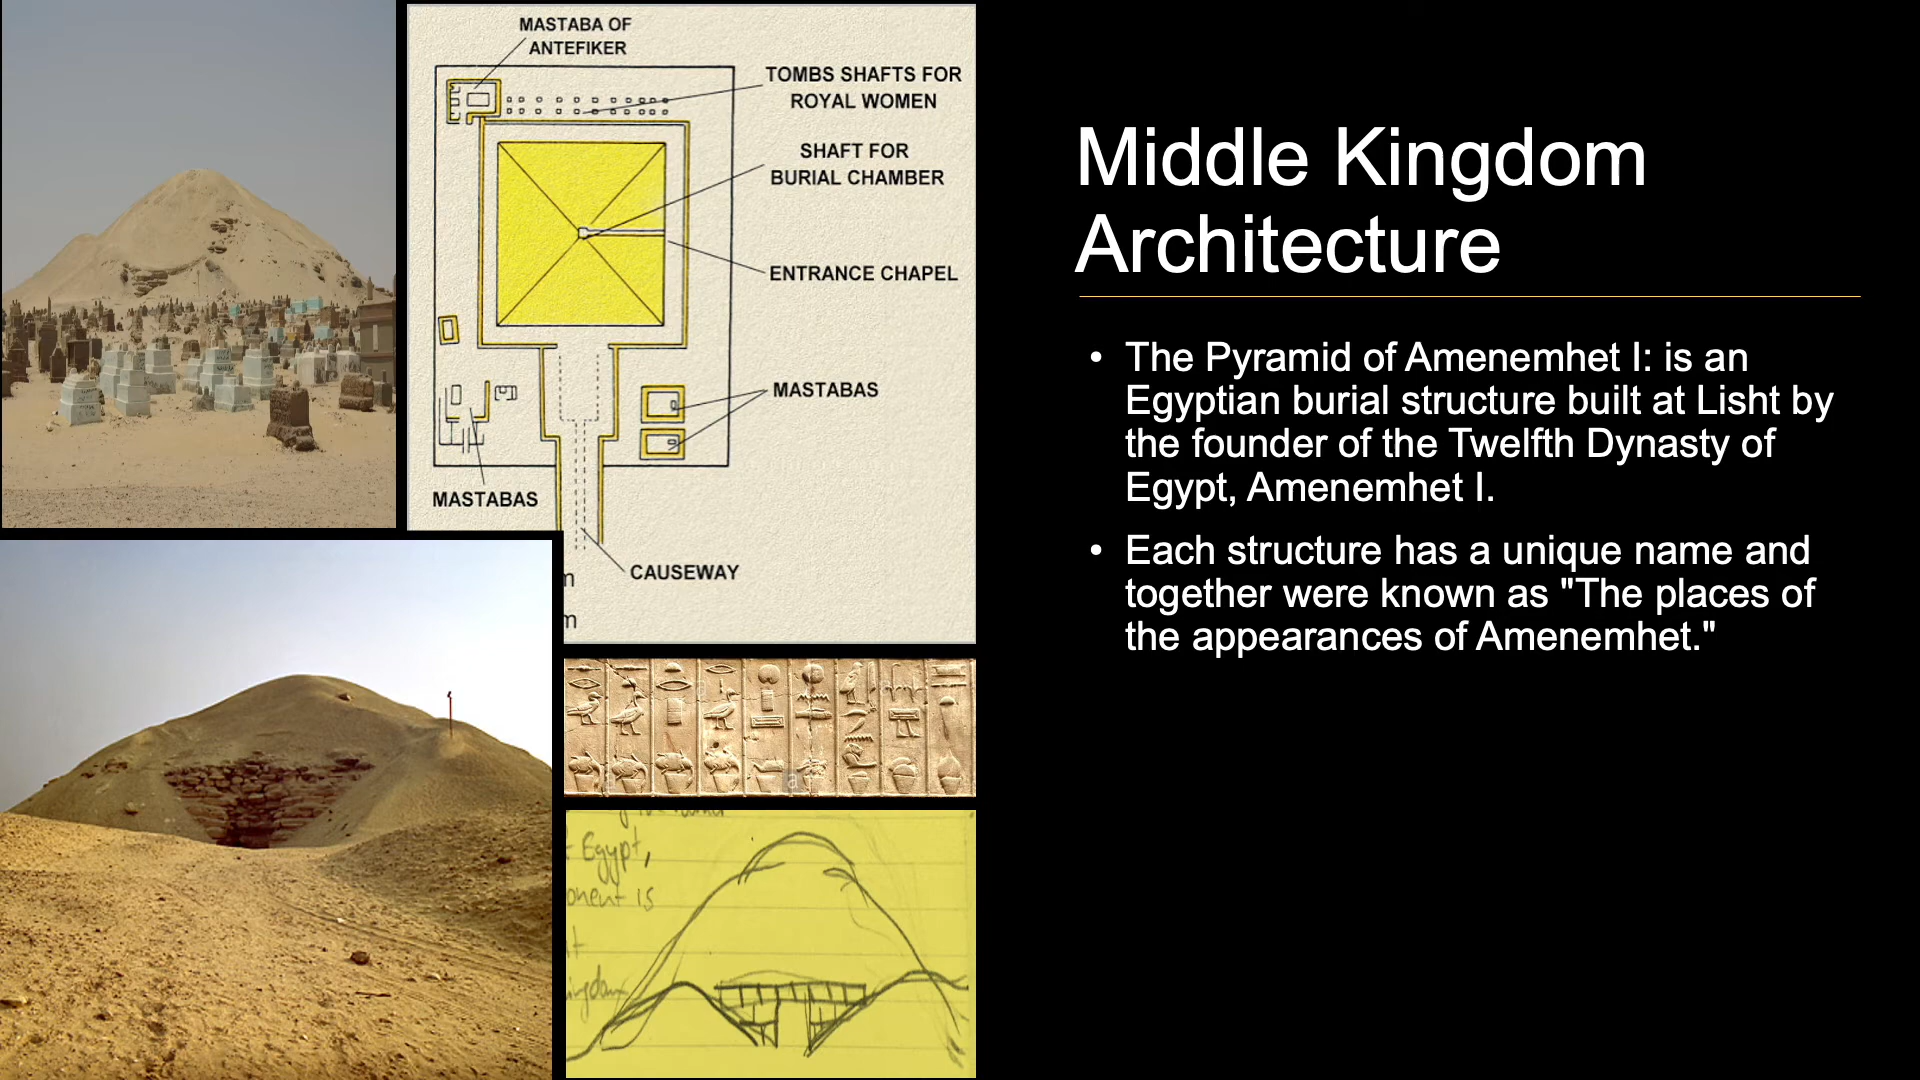 MASTABA OF
ANTEFIKER
TOMBS SHAFTS FOR
ROYAL WOMEN
SHAFT FOR
BURIAL CHAMBER
ENTRANCE CHAPEL
MASTABAS
MASTABAS
CAUSEWAY
m
m
a
Egypt,
onent is
ingdom
Middle Kingdom
Architecture
• The Pyramid of Amenemhet I: is an
Egyptian burial structure built at Lisht by
the founder of the Twelfth Dynasty of
Egypt, Amenemhet I.
• Each structure has a unique name and
together were known as "The places of
the appearances of Amenemhet."